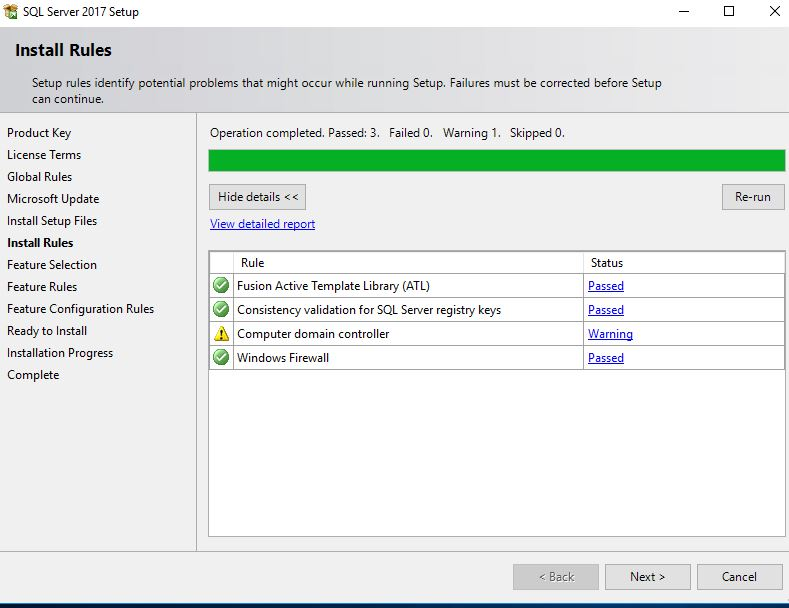 SQL Server 2017 Setup
Install Rules
Setup rules identify potential problems that might occur while running Setup. Failures must be corrected before Setup
can continue.
Product Key
License Terms
Global Rules
Microsoft Update
Install Setup Files
Install Rules
Feature Selection
Feature Rules
Feature Configuration Rules
Ready to Install
Installation Progress
Complete
Operation completed. Passed: 3. Failed 0. Warning 1. Skipped 0.
Hide details << Re-run
View detailed report
Rule Status
Fusion Active Template Library (ATL) Passed
Consistency validation for SQL Server registry keys Passed
Computer domain controller Warning
Windows Firewall Passed
< Back Next > Cancel